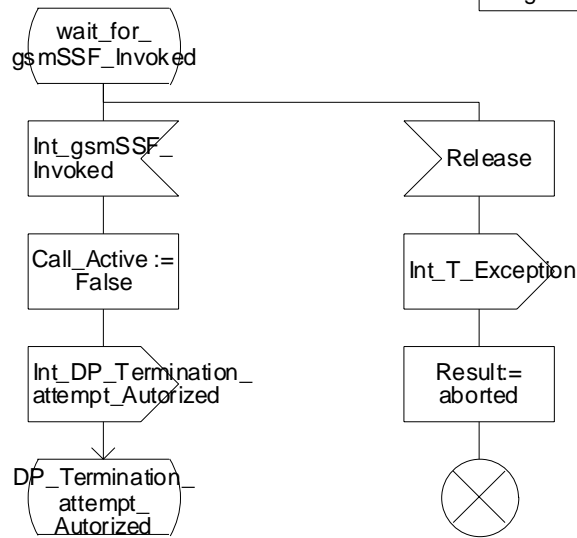 wait_for_
gsmSSF_Invoked
Int_gsmSSF_
Invoked
Release
Call_Active :=
False
Int_T_Exception
Int_DP_Termination_
attempt_Autorized
Result:=
aborted
DP_Termination_
attempt_
Autorized